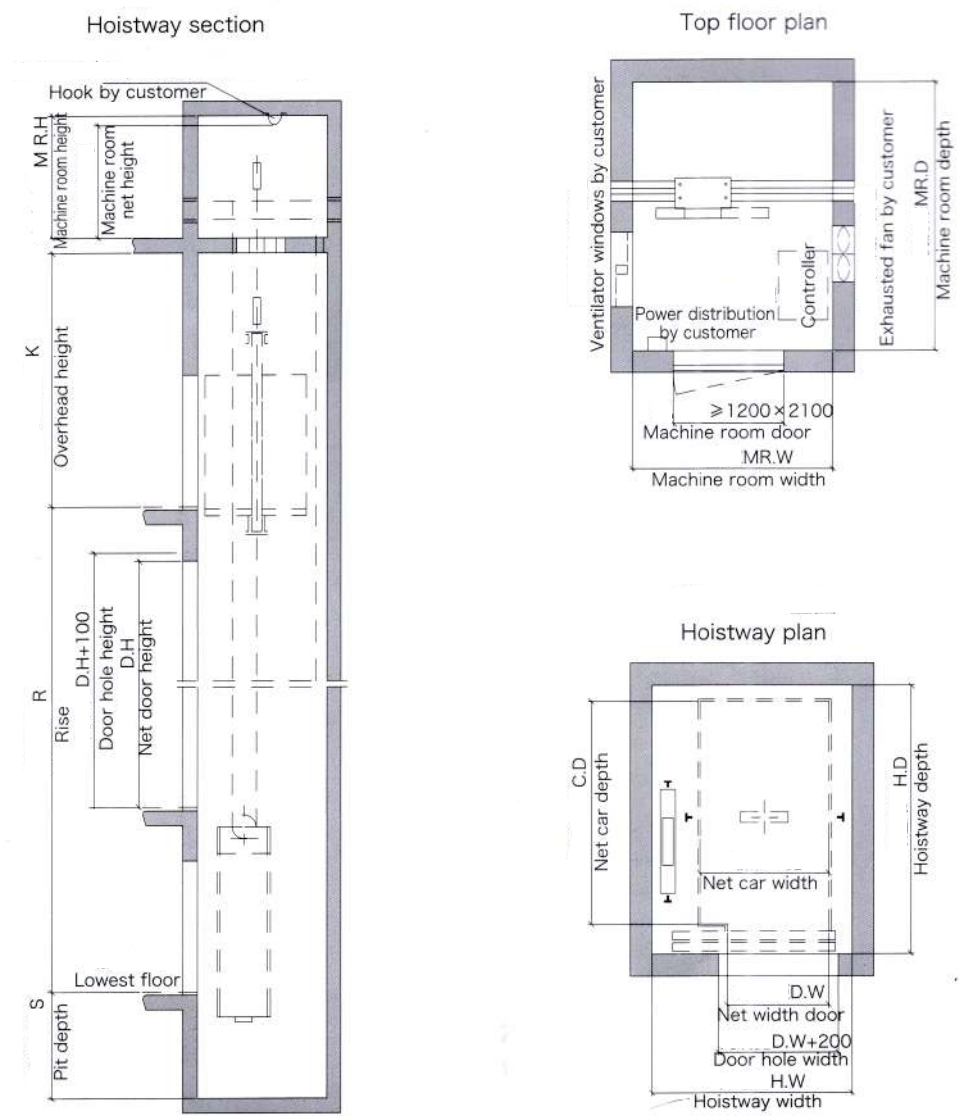 Hoistway section
Hook by customer
M R.H
Machine room height
Machine room
net height
K
Overhead height
R
Rise
D.H+100
Door hole height
D.H
Net door height
Lowest floor
S
Pit depth
Top floor plan
Ventilator windows by customer
Exhausted fan by customer
MR.D
Machine room depth
Controller
Power distribution
by customer
≥1200×2100
Machine room door
MR.W
Machine room width
Hoistway plan
C.D
Net car depth
H.D
Hoistway depth
Net car width
D.W
Net width door
D.W+200
Door hole width
H.W
Hoistway width